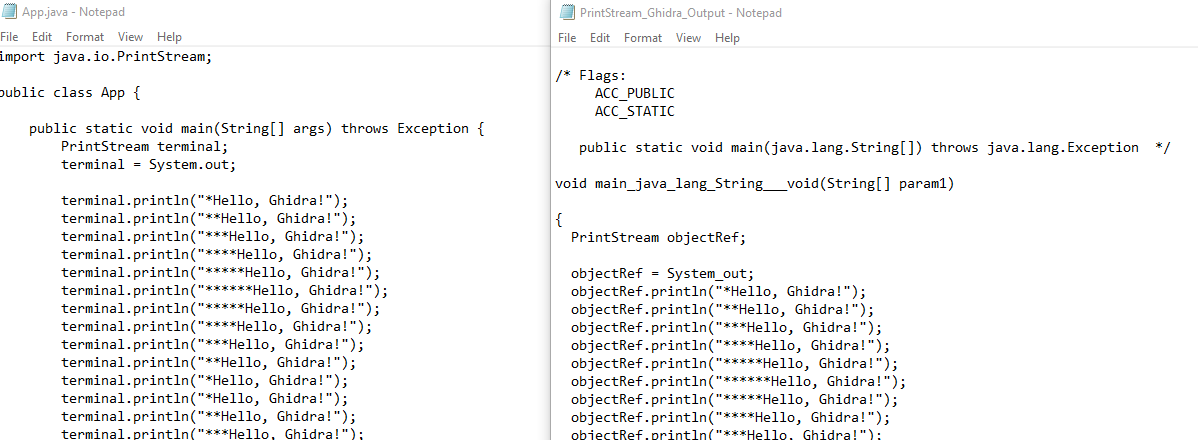 App.java - Notepad
File Edit Format View Help
import java.io.PrintStream;
public class App {
public static void main(String[] args) throws Exception {
PrintStream terminal;
terminal = System.out;
terminal.println("*Hello, Ghidra!");
terminal.println("**Hello, Ghidra!");
terminal.println("***Hello, Ghidra!");
terminal.println("****Hello, Ghidra!");
terminal.println("*****Hello, Ghidra!");
terminal.println("******Hello, Ghidra!");
terminal.println("*****Hello, Ghidra!");
terminal.println("****Hello, Ghidra!");
terminal.println("***Hello, Ghidra!");
terminal.println("**Hello, Ghidra!");
terminal.println("*Hello, Ghidra!");
terminal.println("*Hello, Ghidra!");
terminal.println("**Hello, Ghidra!");
terminal.println("***Hello, Ghidra!");
PrintStream_Ghidra_Output - Notepad
File Edit Format View Help
/* Flags:
ACC_PUBLIC
ACC_STATIC
public static void main(java.lang.String[]) throws java.lang.Exception */
void main_java_lang_String___void(String[] param1)
{
PrintStream objectRef;
objectRef = System_out;
objectRef.println("*Hello, Ghidra!");
objectRef.println("**Hello, Ghidra!");
objectRef.println("***Hello, Ghidra!");
objectRef.println("****Hello, Ghidra!");
objectRef.println("*****Hello, Ghidra!");
objectRef.println("******Hello, Ghidra!");
objectRef.println("*****Hello, Ghidra!");
objectRef.println("****Hello, Ghidra!");
objectRef.println("***Hello, Ghidra!");